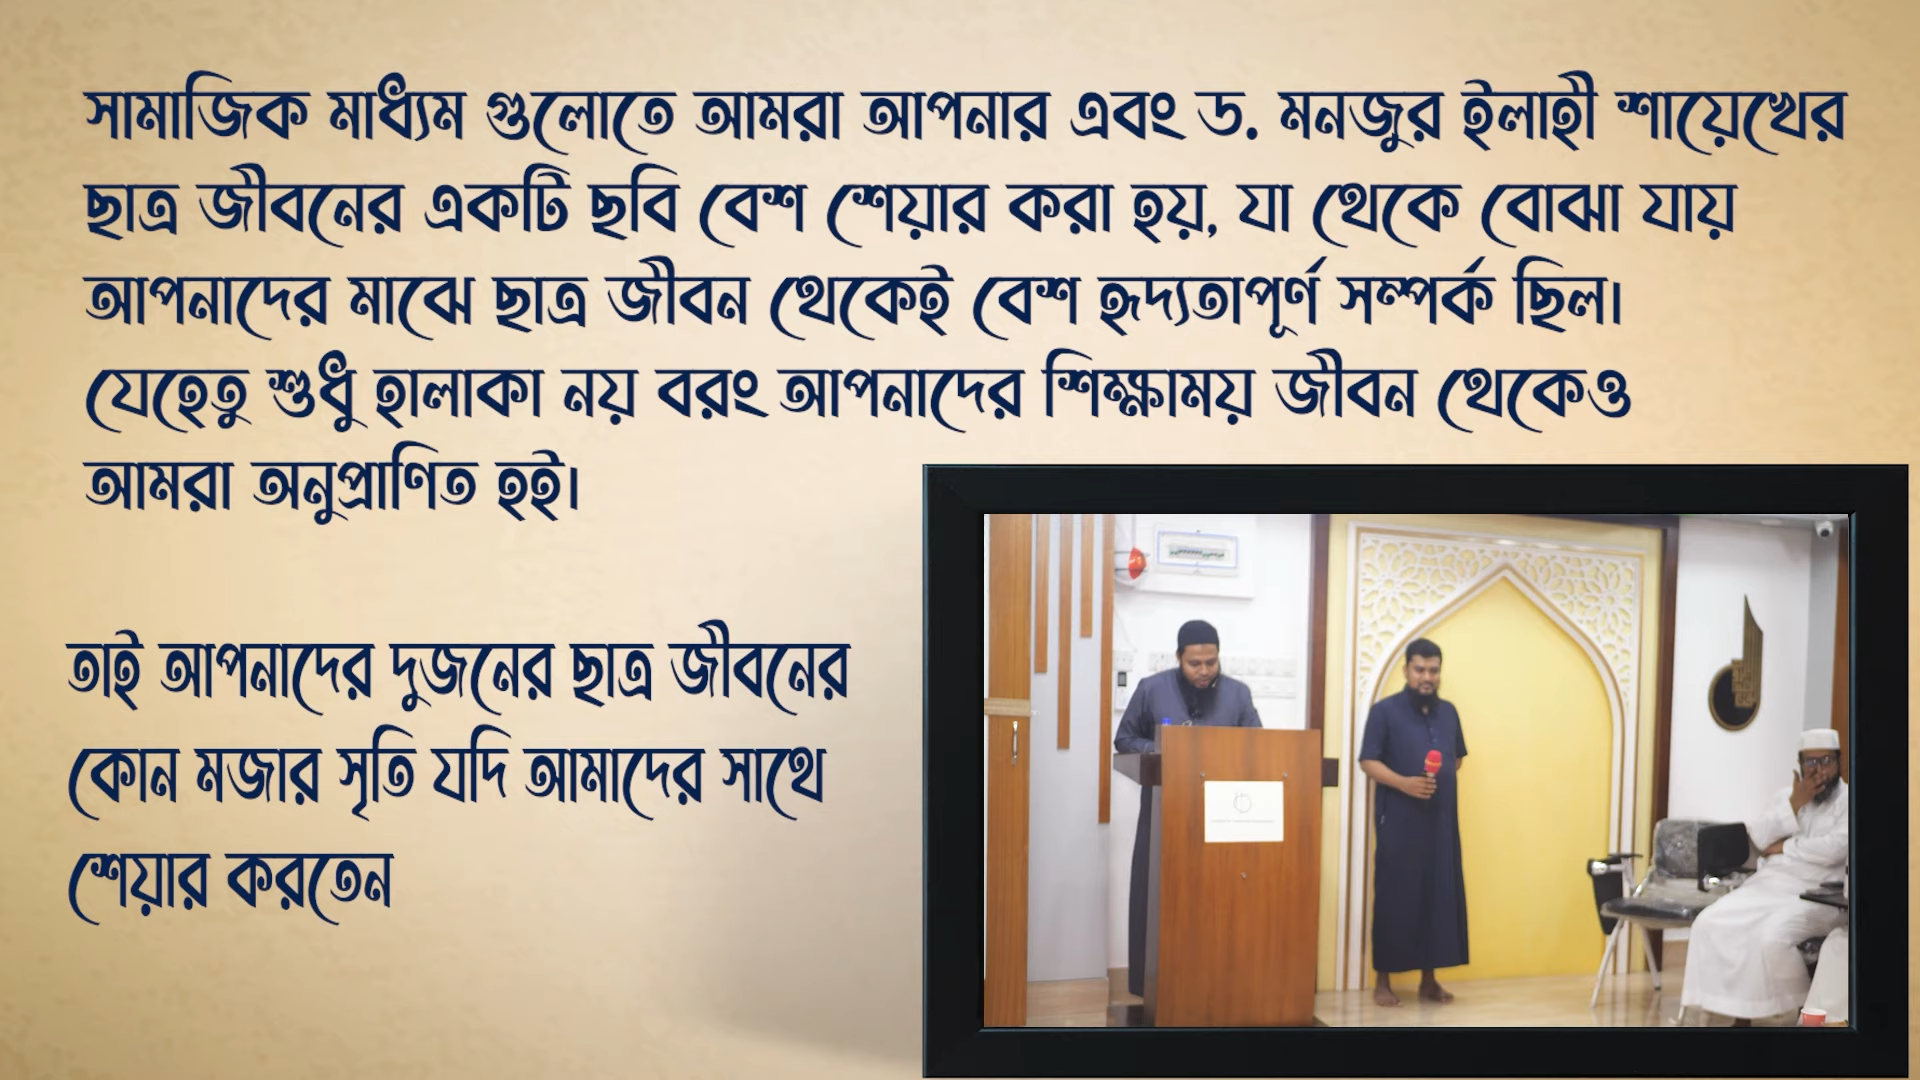 সামাজিক মাধ্যম গুলোতে আমরা আপনার এবং ড. মনজুর ইলাহী শায়েখের
ছাত্র জীবনের একটি ছবি বেশ শেয়ার করা হয়, যা থেকে বোঝা যায়
আপনাদের মাঝে ছাত্র জীবন থেকেই বেশ হৃদ্যতাপূর্ণ সম্পর্ক ছিল।
যেহেতু শুধু হালাকা নয় বরং আপনাদের শিক্ষাময় জীবন থেকেও
আমরা অনুপ্রাণিত হই।
তাই আপনাদের দুজনের ছাত্র জীবনের
কোন মজার সৃতি যদি আমাদের সাথে
শেয়ার করতেন